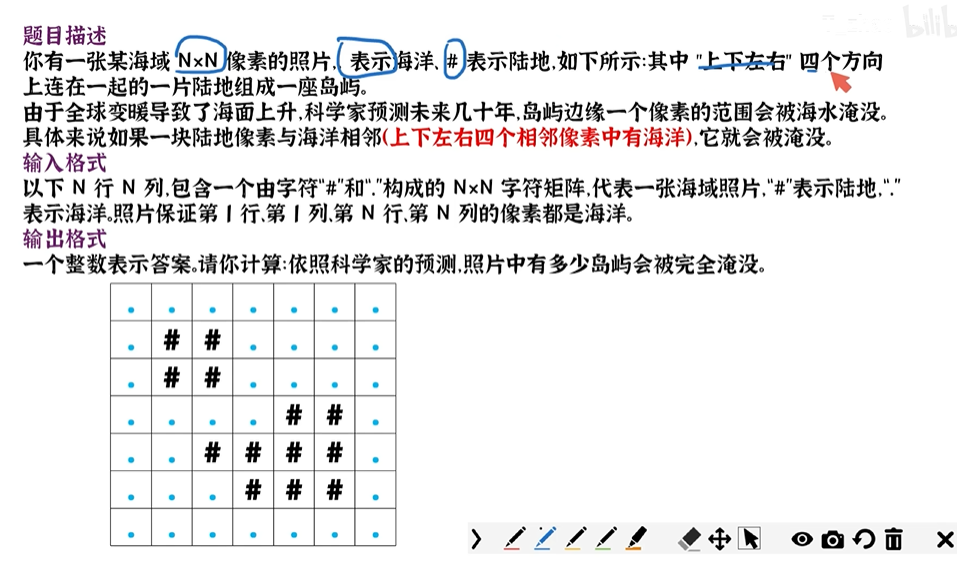 bilib
题目描述
你有一张某海域 N×N 像素的照片,. 表示海洋、#表示陆地,如下所示:其中 "上下左右" 四个方向
上连在一起的一片陆地组成一座岛屿。
由于全球变暖导致了海面上升,科学家预测未来几十年,岛屿边缘一个像素的范围会被海水淹没。
具体来说如果一块陆地像素与海洋相邻(上下左右四个相邻像素中有海洋),它就会被淹没。
输入格式
以下 N 行 N 列,包含一个由字符"#"和"."构成的 N×N 字符矩阵,代表一张海域照片,"#"表示陆地,"."
表示海洋。照片保证第 1 行、第 1 列、第 N 行、第 N 列的像素都是海洋。
输出格式
一个整数表示答案。请你计算:依照科学家的预测,照片中有多少岛屿会被完全淹没。
. . . . . . .
. # # . . . .
. # # . . . .
. . . . # # .
. . # # # # .
. . . # # # .
. . . . . . .